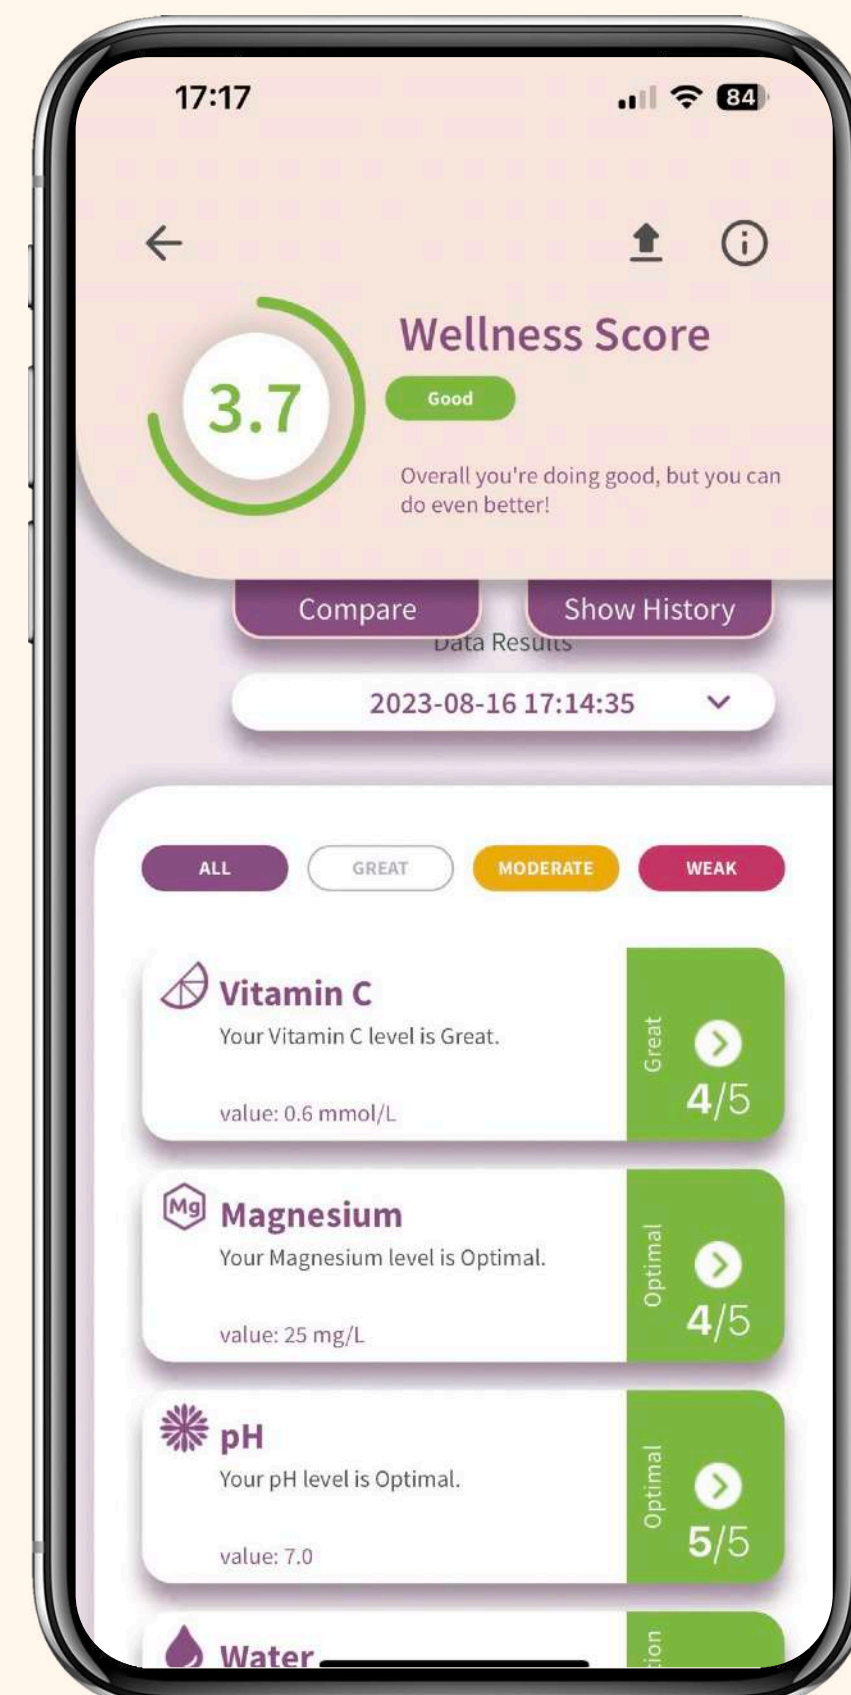 17:17
84
Wellness Score
3.7
Good
Overall you're doing good, but you can
do even better!
Compare
Show History
Data Results
2023-08-16 17:14:35
ALL
GREAT
MODERATE
WEAK
Vitamin C
Your Vitamin C level is Great.
value: 0.6 mmol/L
Great
4/5
Mg
Magnesium
Your Magnesium level is Optimal.
value: 25 mg/L
Optimal
4/5
pH
Your pH level is Optimal.
value: 7.0
Optimal
5/5
Water